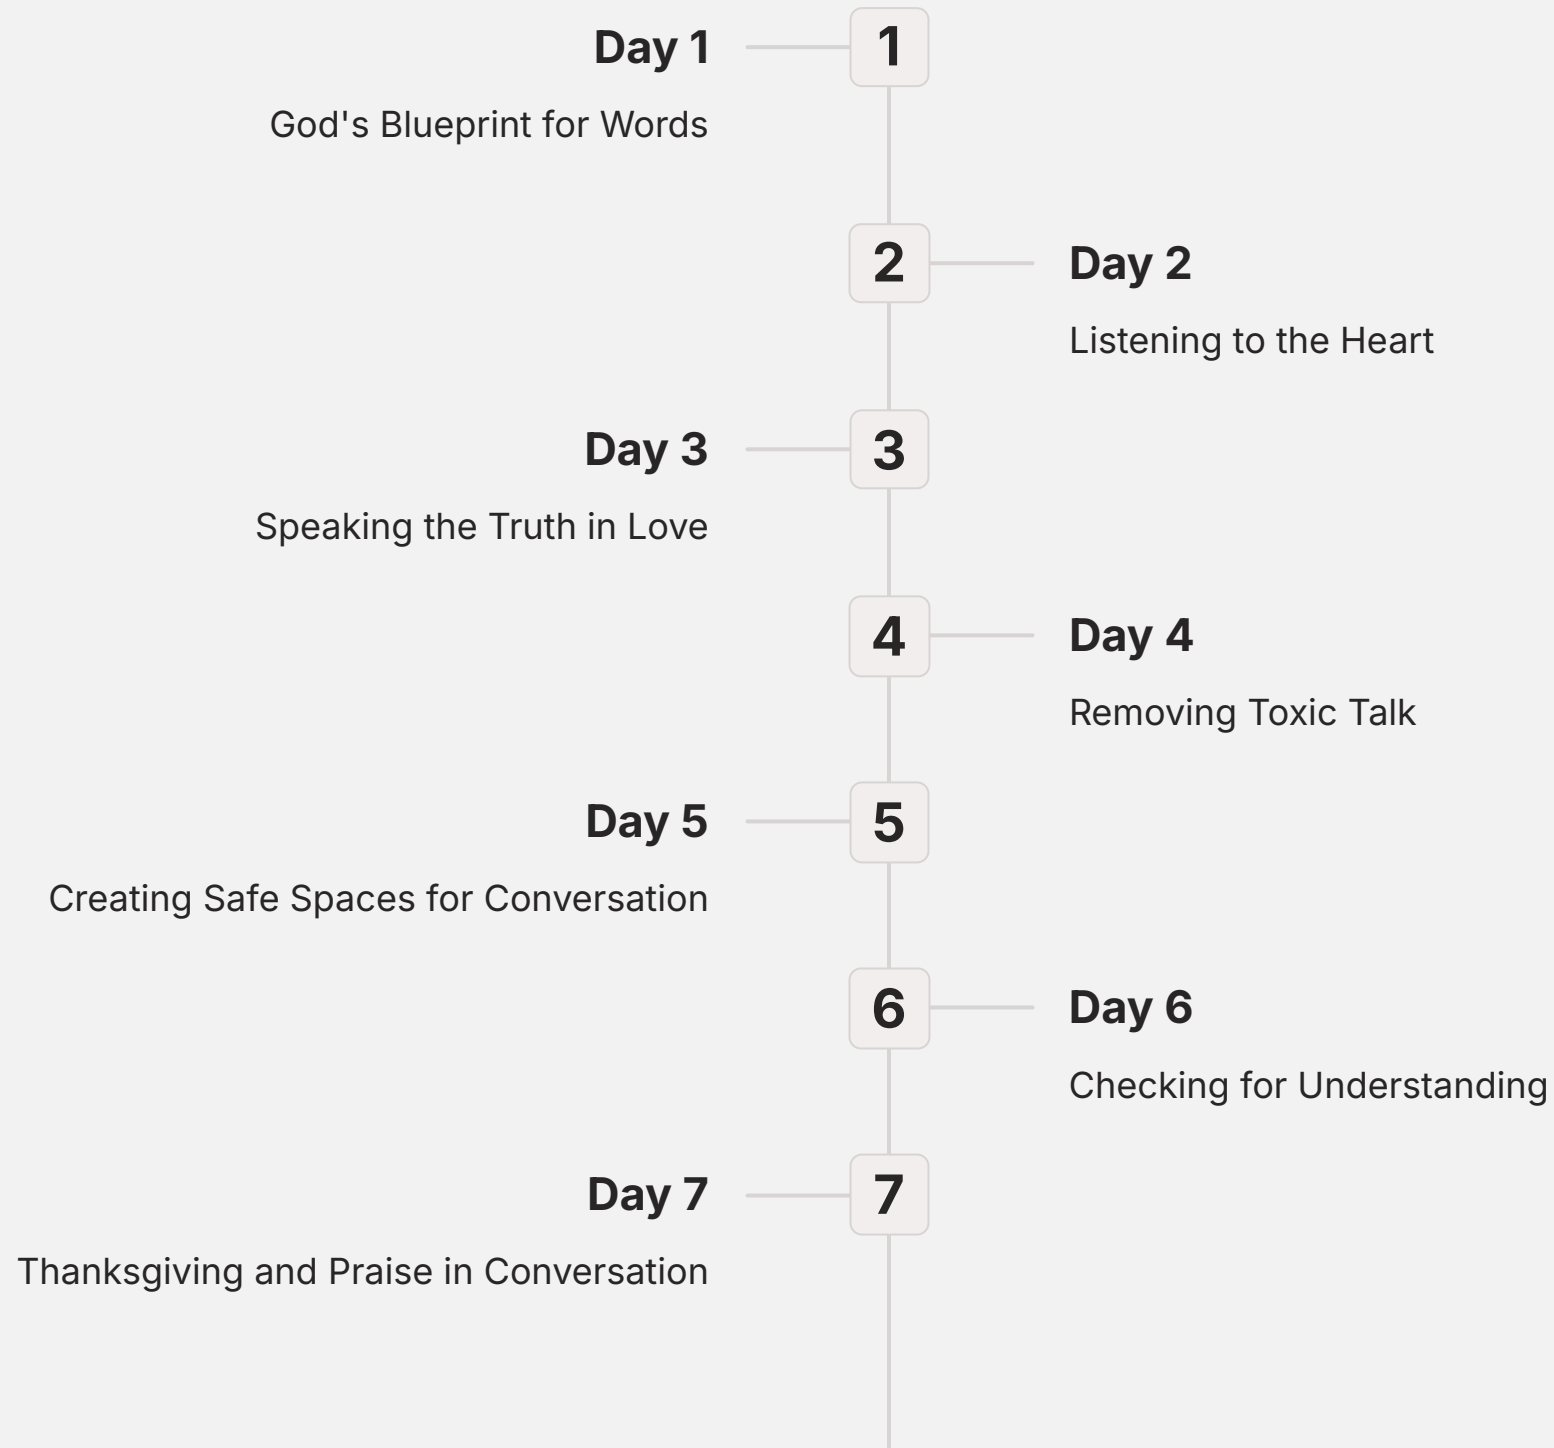 Day 1
1
God's Blueprint for Words
2
Day 2
Listening to the Heart
Day 3
3
Speaking the Truth in Love
4
Day 4
Removing Toxic Talk
Day 5
5
Creating Safe Spaces for Conversation
6
Day 6
Checking for Understanding
Day 7
7
Thanksgiving and Praise in Conversation